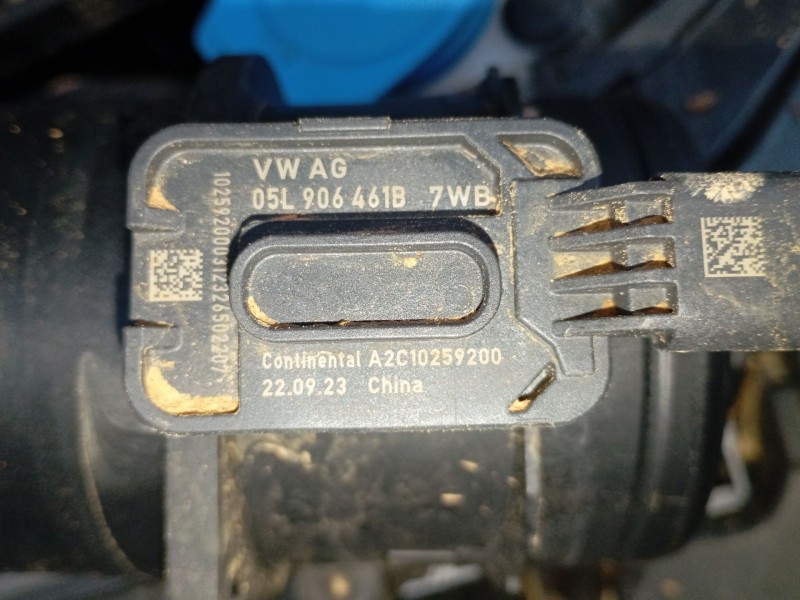 VW AG
05L 906 461B 7WB
Continental A2C10259200
22.09.23 China